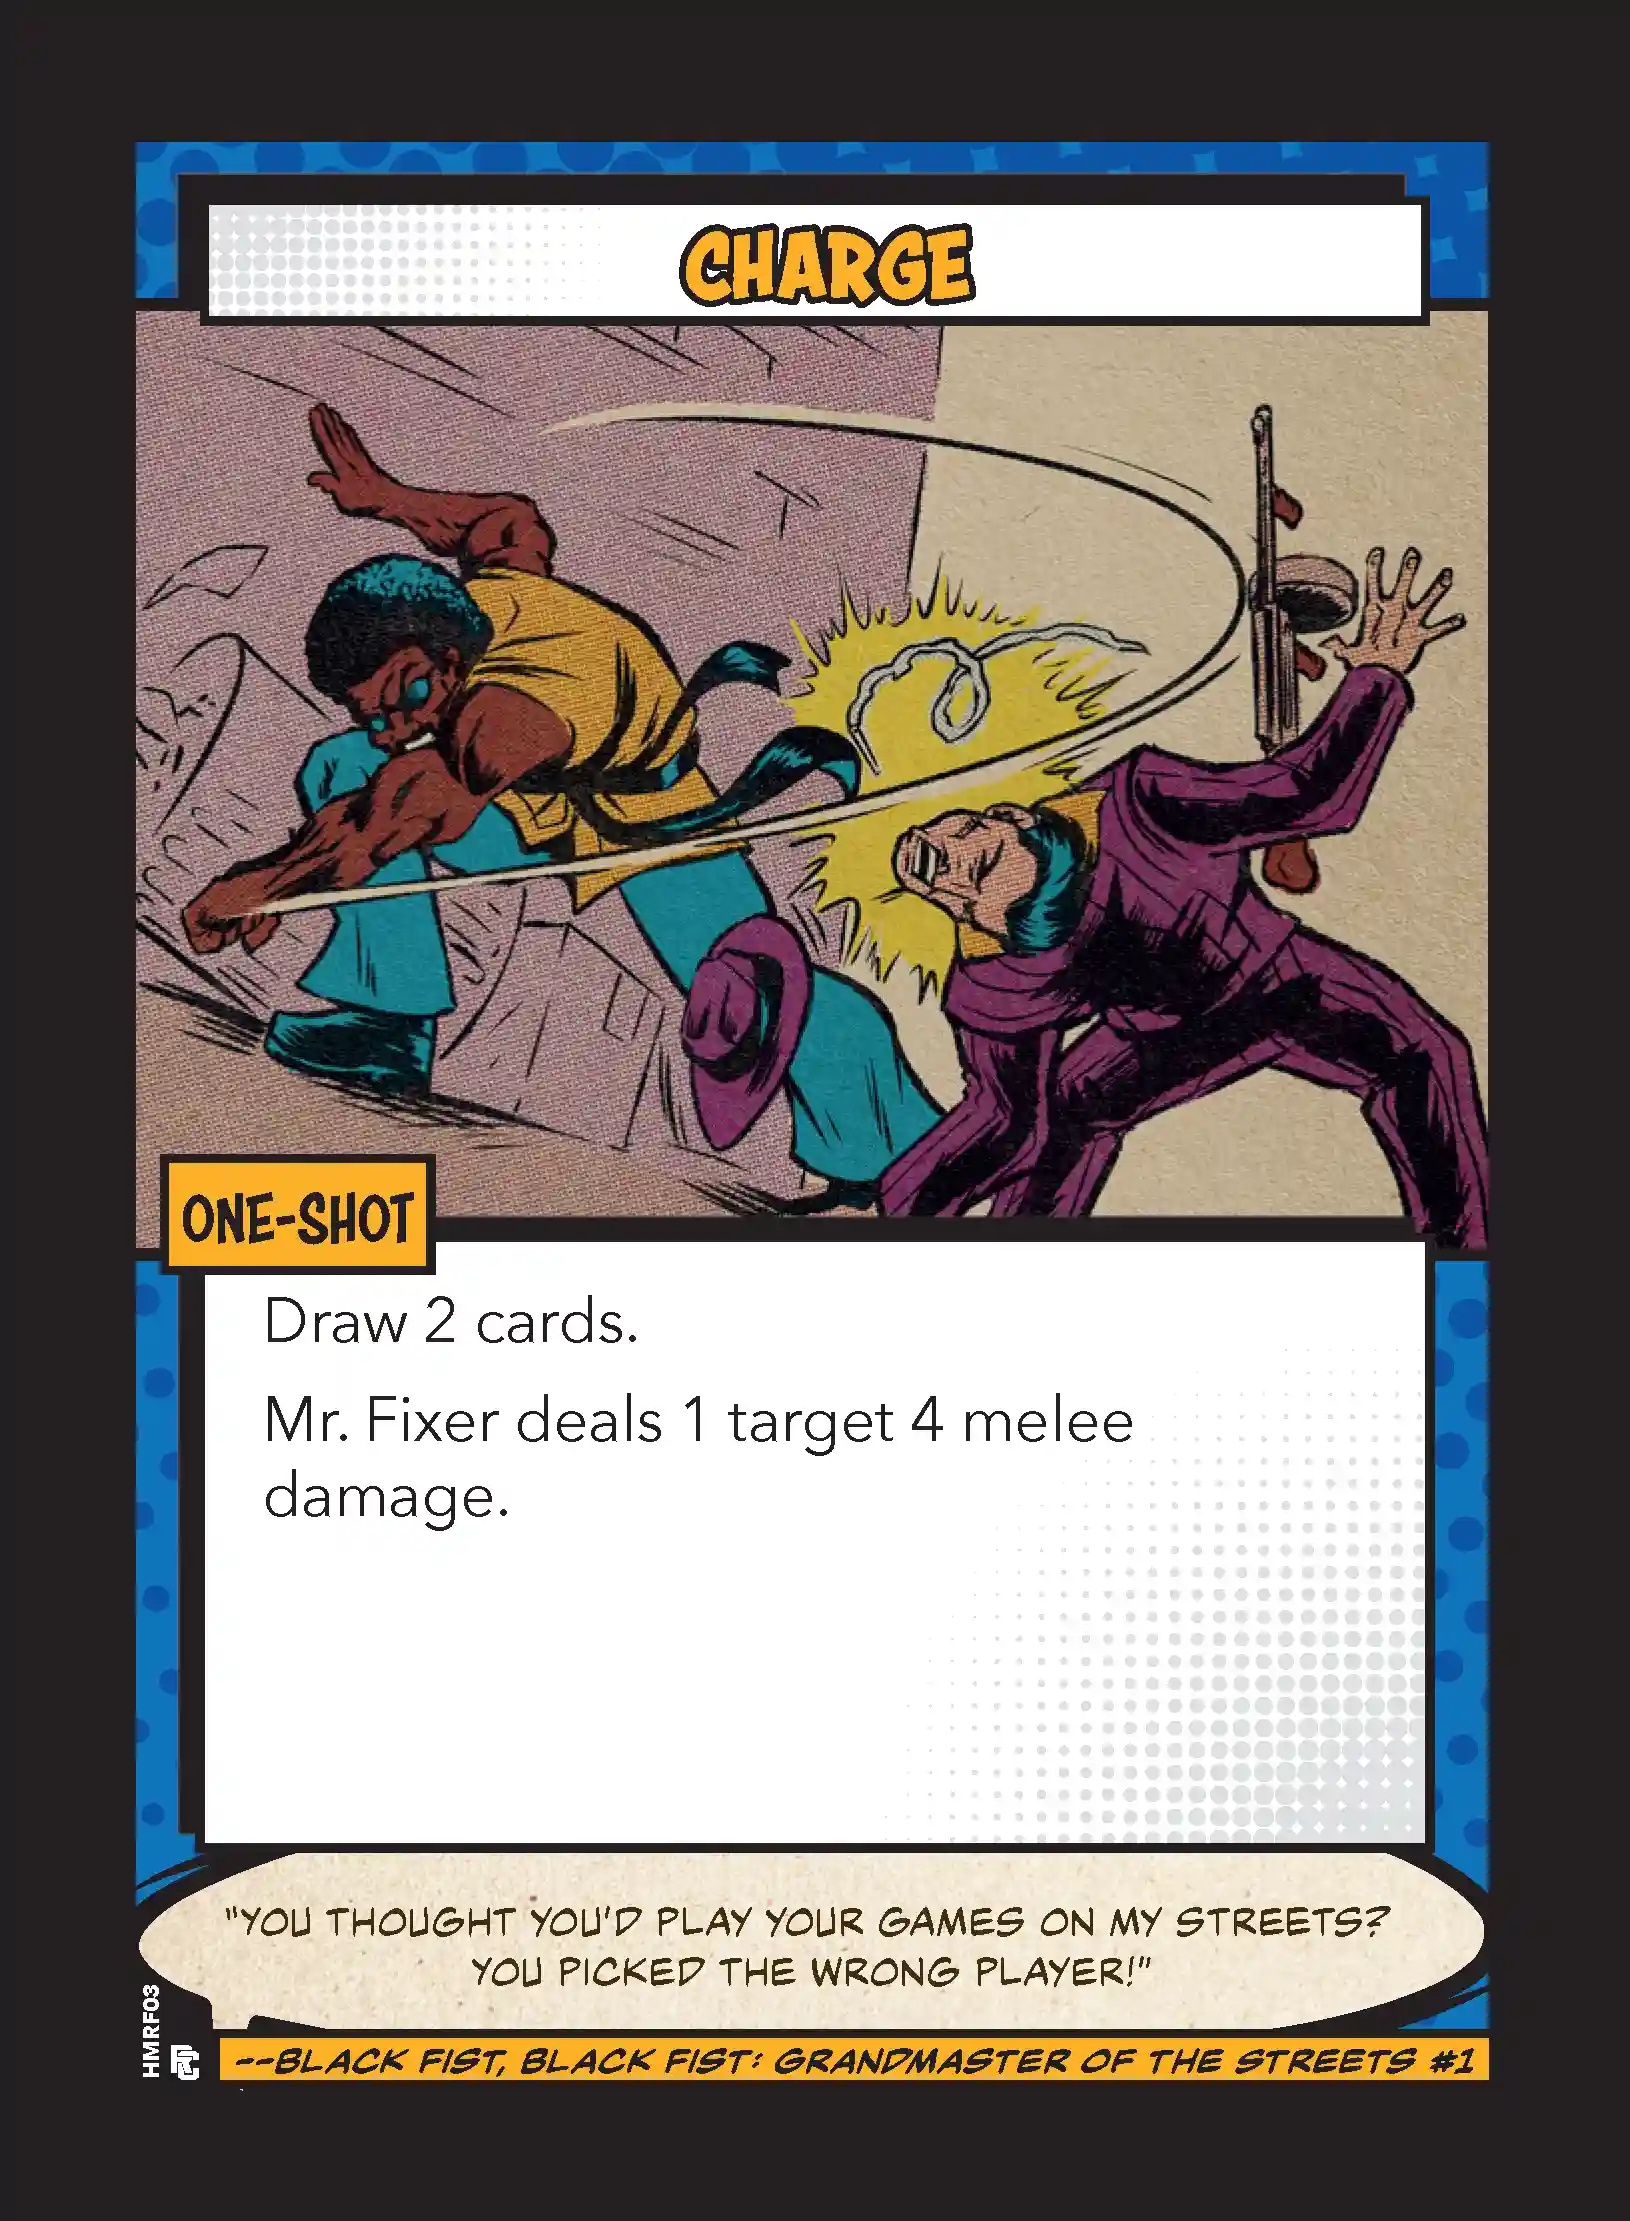 CHARGE
ONE-SHOT
Draw 2 cards.
Mr. Fixer deals 1 target 4 melee
damage.
"YOU THOUGHT YOU'D PLAY YOUR GAMES ON MY STREETS?
YOU PICKED THE WRONG PLAYER!"
HMRF03
--BLACK FIST, BLACK FIST: GRANDMASTER OF THE STREETS #1